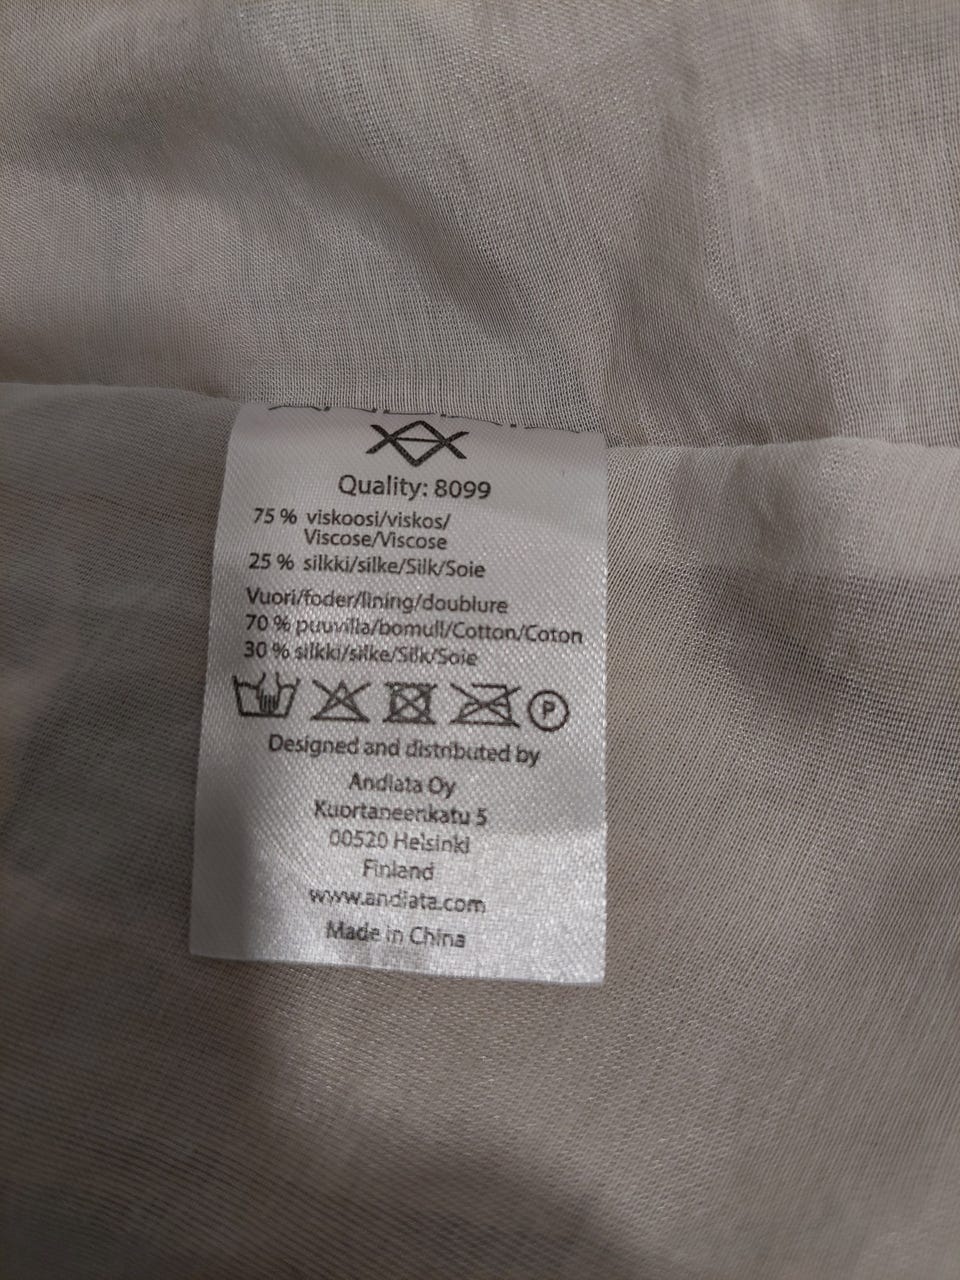 Quality: 8099
75 % viskoosi/viskos/
Viscose/Viscose
25 % silkki/silke/Silk/Soie
Vuori/foder/lining/doublure
70 % puuvilla/bomull/Cotton/Coton
30 % silkki/silke/Silk/Soie
P
Designed and distributed by
Andiata Oy
Kuortaneenkatu 5
00520 Helsinki
Finland
www.andiata.com
Made in China